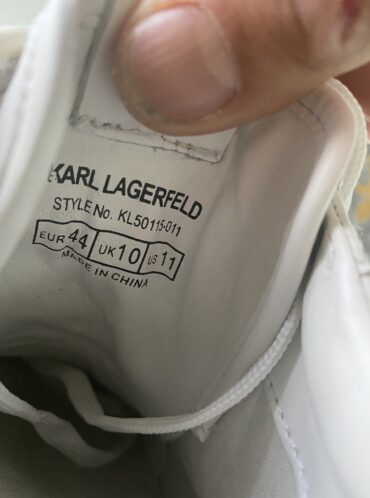 KARL LAGERFELD
STYLE No. KL50115-011
EUR 44 UK 10 US 11
MADE IN CHINA